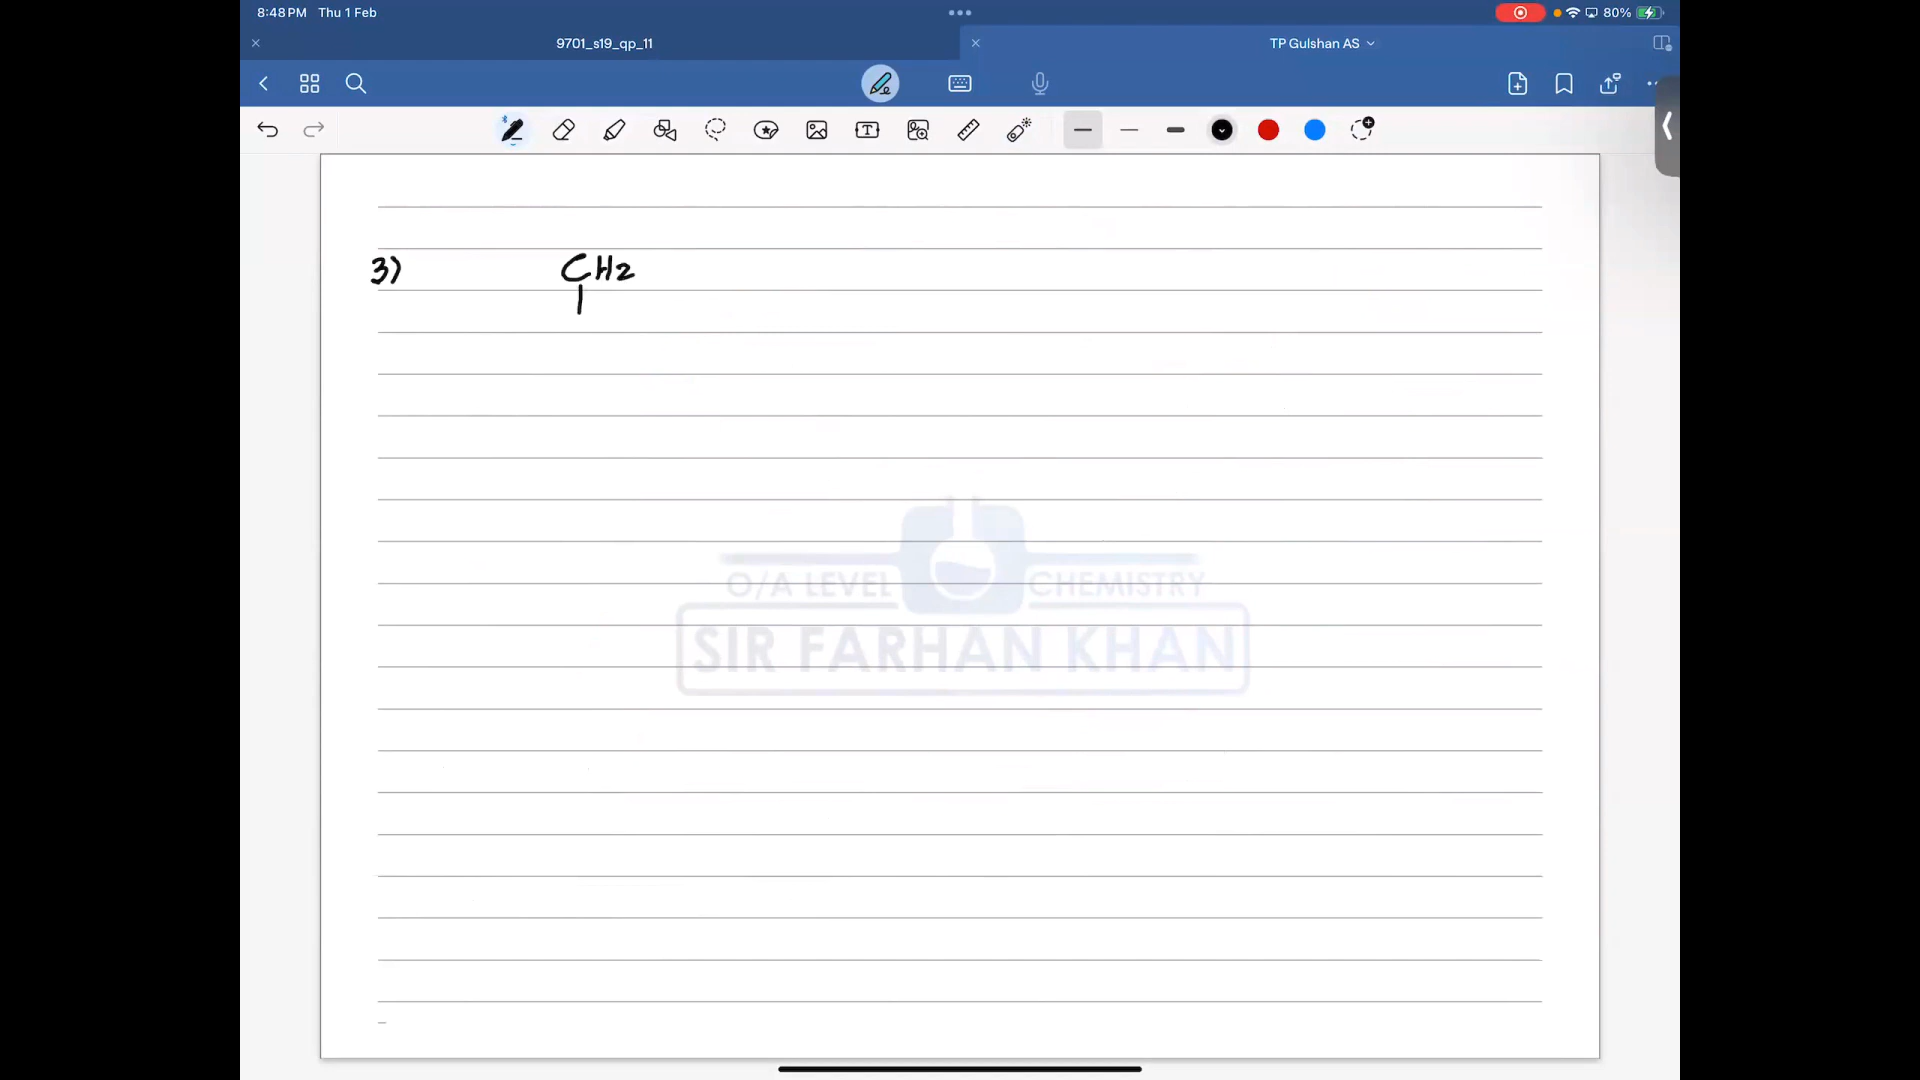 8:48 PM Thu 1 Feb
80%
9701_s19_qp_11
TP Gulshan AS
3) CH2
|
O/A LEVEL CHEMISTRY
SIR FARHAN KHAN